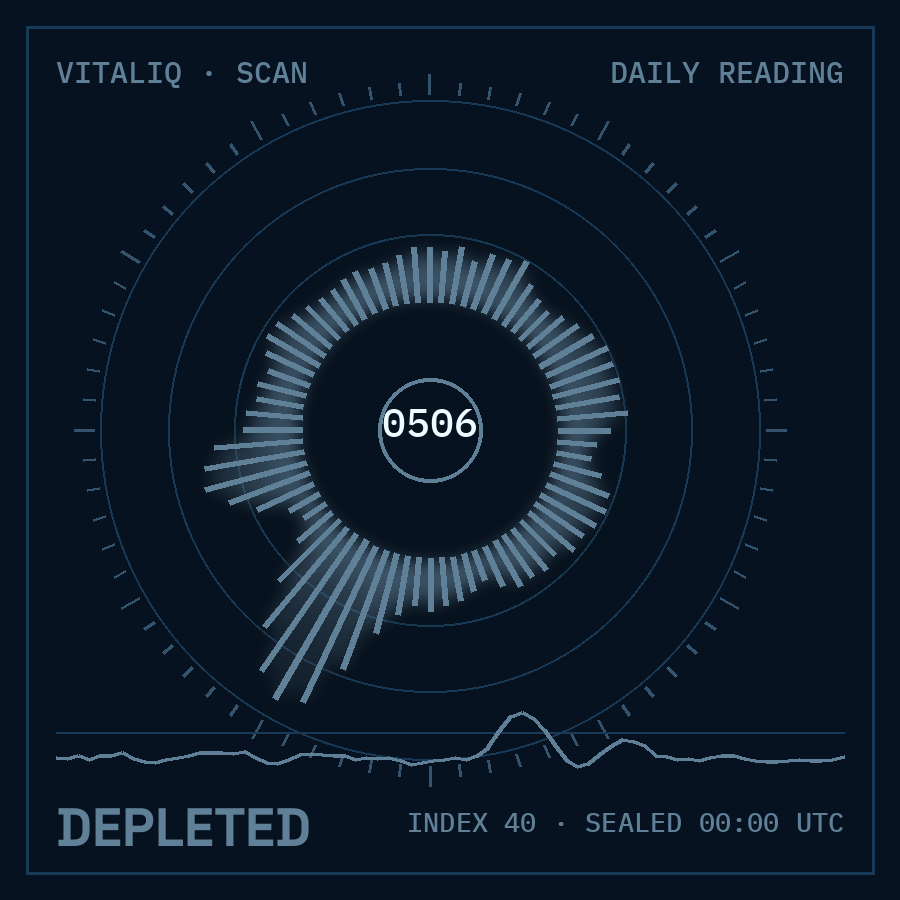 VITALIQ · SCAN
DAILY READING
0506
DEPLETED
INDEX 40 · SEALED 00:00 UTC